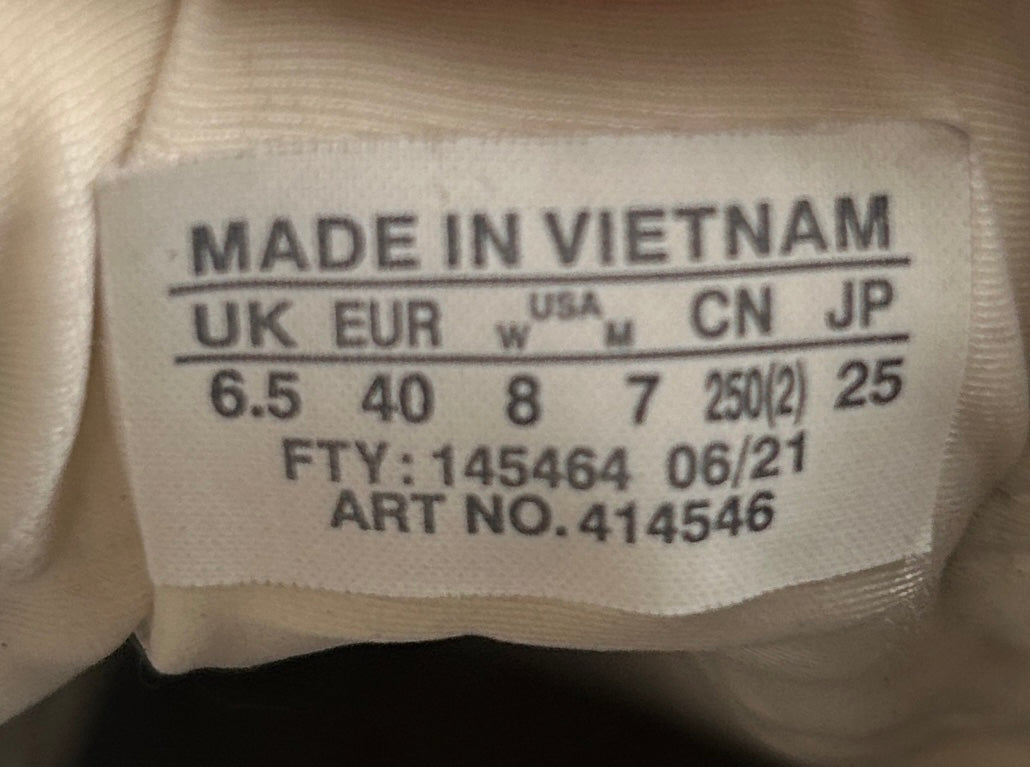 MADE IN VIETNAM
UK EUR W USA M CN JP
6.5 40 8 7 250(2) 25
FTY: 145464 06/21
ART NO. 414546